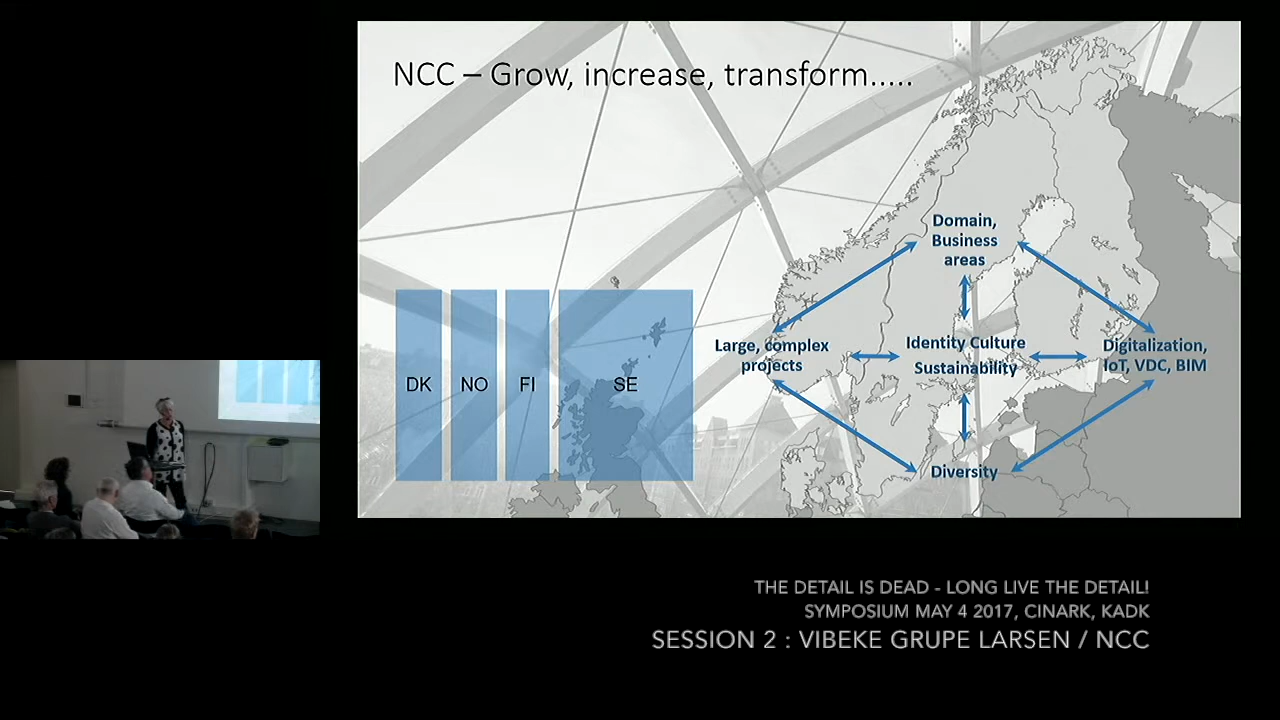 NCC – Grow, increase, transform.....
Domain,
Business
areas
DK NO FI SE
Large, complex
projects
Identity Culture
Sustainability
Digitalization,
IoT, VDC, BIM
Diversity
THE DETAIL IS DEAD - LONG LIVE THE DETAIL!
SYMPOSIUM MAY 4 2017, CINARK, KADK
SESSION 2 : VIBEKE GRUPE LARSEN / NCC